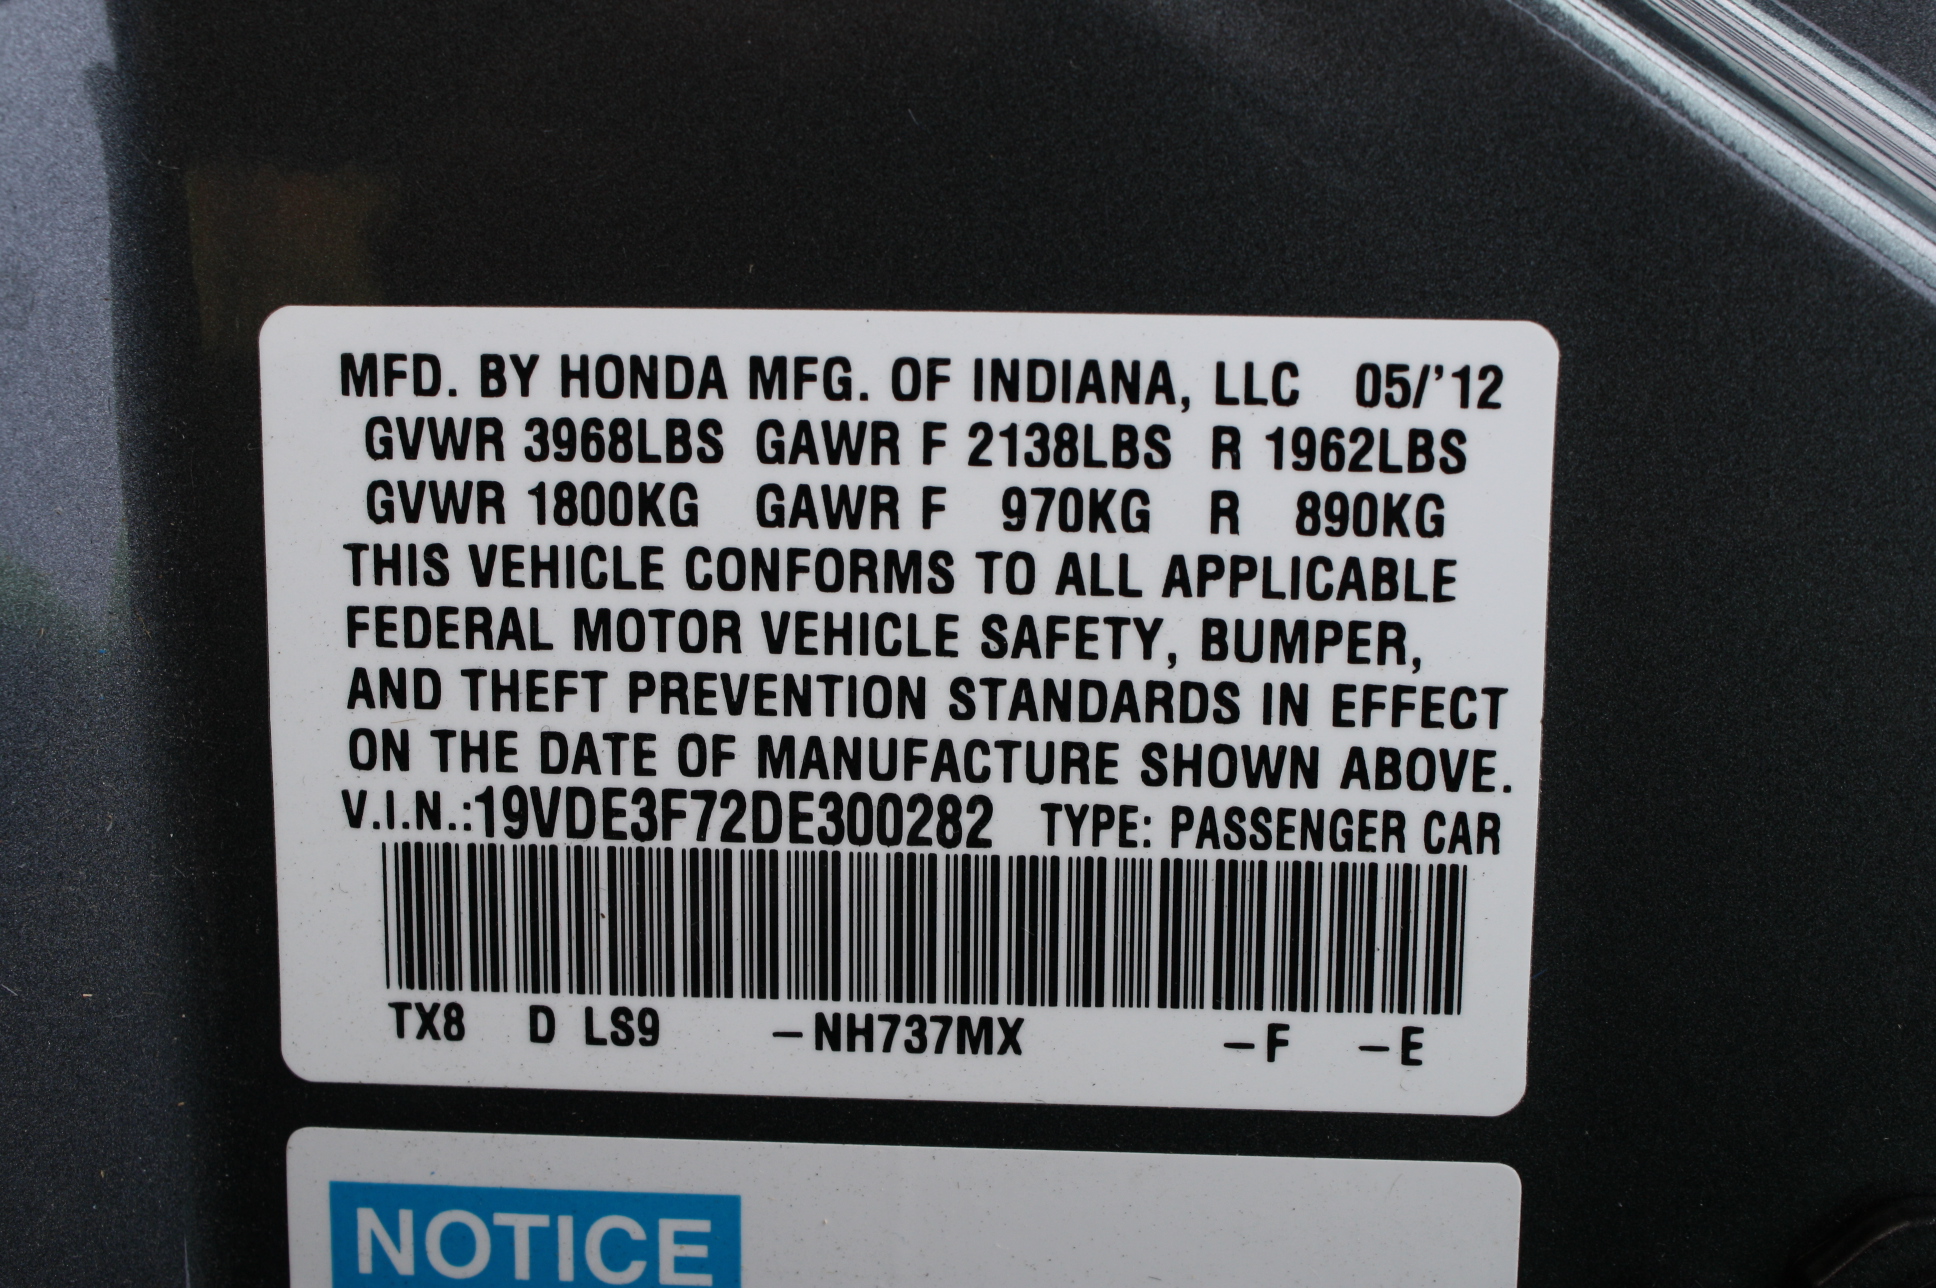 MFD. BY HONDA MFG. OF INDIANA, LLC 05/'12
GVWR 3968LBS GAWR F 2138LBS R 1962LBS
GVWR 1800KG GAWR F 970KG R 890KG
THIS VEHICLE CONFORMS TO ALL APPLICABLE
FEDERAL MOTOR VEHICLE SAFETY, BUMPER,
AND THEFT PREVENTION STANDARDS IN EFFECT
ON THE DATE OF MANUFACTURE SHOWN ABOVE.
V.I.N.:19VDE3F72DE300282 TYPE: PASSENGER CAR
TX8 D LS9 –NH737MX –F –E
NOTICE